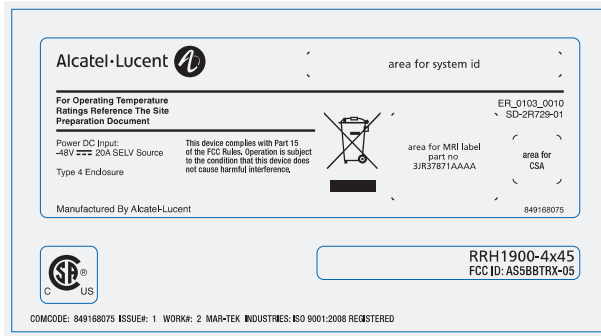 Alcatel·Lucent
area for system id
For Operating Temperature
Ratings Reference The Site
Preparation Document
ER_0103_0010
SD-2R729-01
Power DC Input:
-48V 20A SELV Source
Type 4 Enclosure
This device complies with Part 15
of the FCC Rules. Operation is subject
to the condition that this device does
not cause harmful interference.
area for MRI label
part no
3JR37871AAAA
area for
CSA
Manufactured By Alcatel-Lucent
849168075
SA ®
C US
RRH1900-4x45
FCC ID: AS5BBTRX-05
COMCODE: 849168075 ISSUE#: 1 WORK#: 2 MAR-TEK INDUSTRIES: ISO 9001:2008 REGISTERED